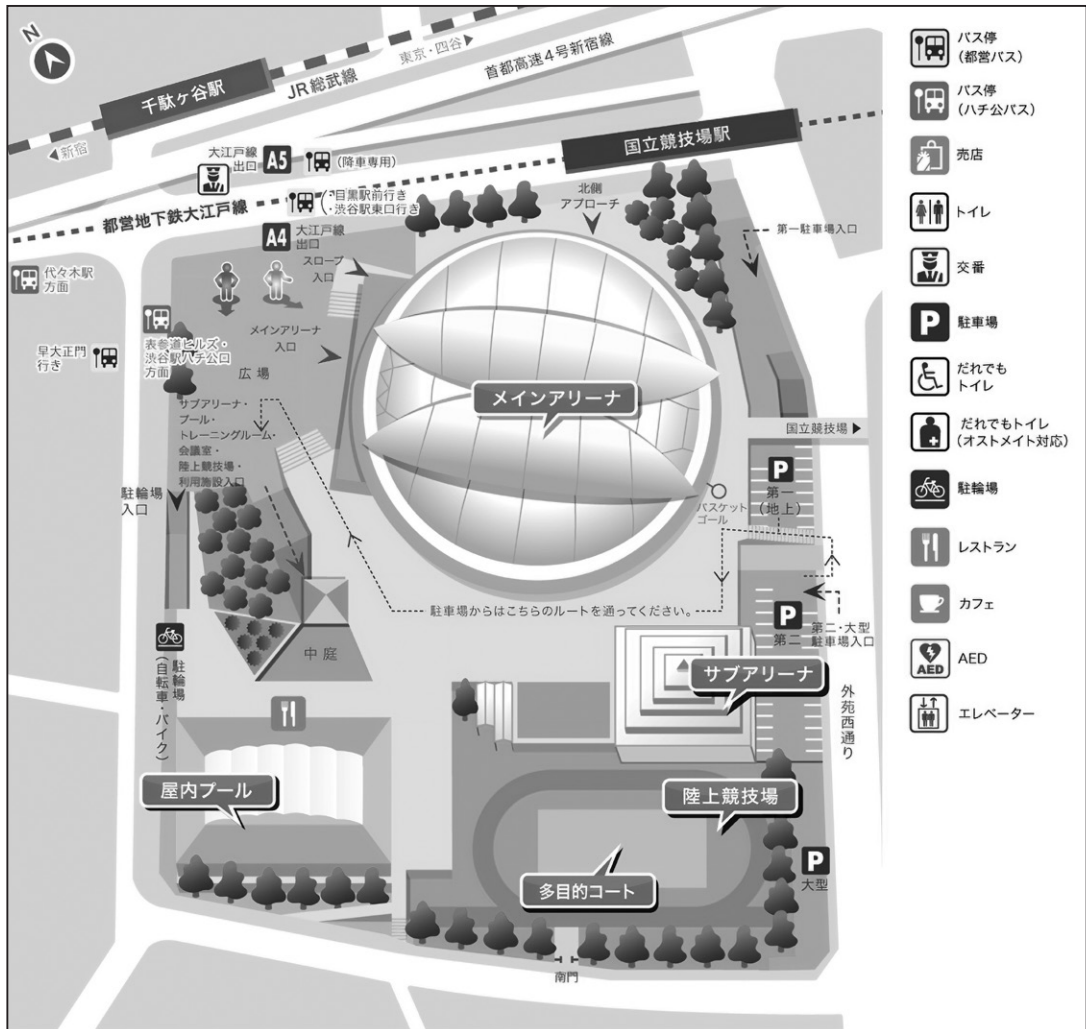 N
千駄ヶ谷駅
JR総武線
東京・四谷▷
◁新宿
首都高速4号新宿線
国立競技場駅
大江戸線
出口
A5
(降車専用)
都営地下鉄大江戸線
・目黒駅前行き
・渋谷駅東口行き
A4
大江戸線
出口
スロープ
入口
北側
アプローチ
第一駐車場入口
代々木駅
方面
表参道ヒルズ・
渋谷駅ハチ公口
方面
早大正門
行き
メインアリーナ
入口
広場
メインアリーナ
サブアリーナ・
プール・
トレーニングルーム・
会議室・
陸上競技場・
利用施設入口
国立競技場▶
P
第一
(地上)
バスケット
ゴール
駐輪場
入口
駐車場からはこちらのルートを通ってください。
P
第二
第二・大型
駐車場入口
中庭
駐輪場
(自転車・バイク)
サブアリーナ
外苑西通り
屋内プール
陸上競技場
多目的コート
P
大型
南門
バス停
(都営バス)
バス停
(ハチ公バス)
売店
トイレ
交番
P
駐車場
だれでも
トイレ
だれでもトイレ
(オストメイト対応)
駐輪場
レストラン
カフェ
AED
AED
エレベーター